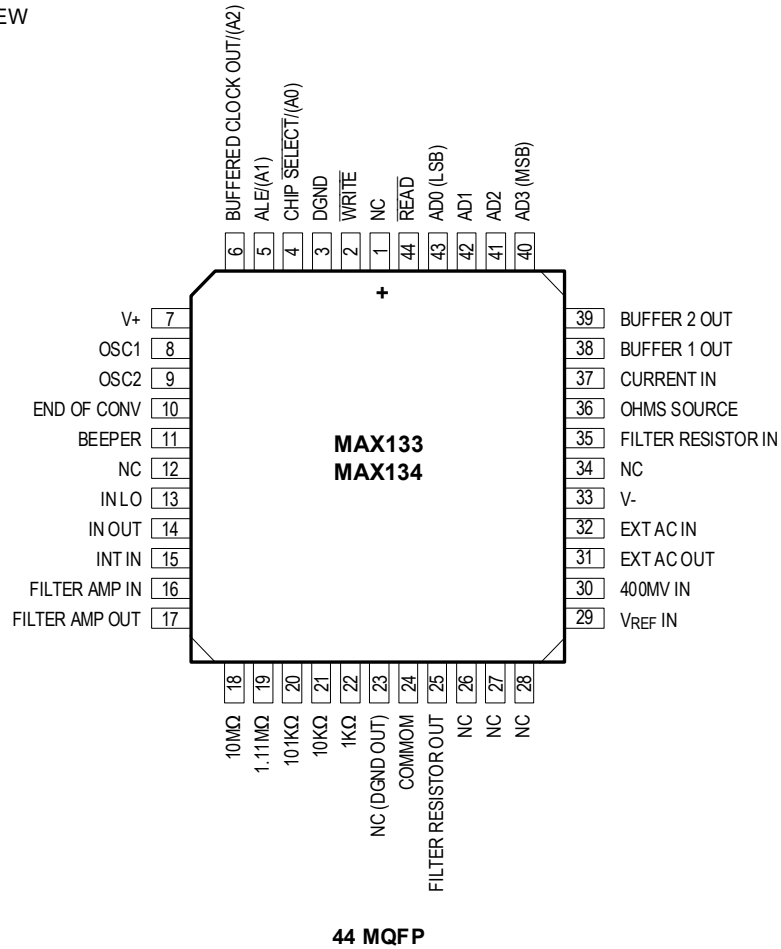 EW
BUFFERED CLOCK OUT/(A2)
ALE/(A1)
CHIP SELECT/(A0)
DGND
WRITE
NC
READ
AD0 (LSB)
AD1
AD2
AD3 (MSB)
6
5
4
3
2
1
44
43
42
41
40
+
V+ 7
OSC1 8
OSC2 9
END OF CONV 10
BEEPER 11
NC 12
IN LO 13
IN OUT 14
INT IN 15
FILTER AMP IN 16
FILTER AMP OUT 17
MAX133
MAX134
39 BUFFER 2 OUT
38 BUFFER 1 OUT
37 CURRENT IN
36 OHMS SOURCE
35 FILTER RESISTOR IN
34 NC
33 V-
32 EXT AC IN
31 EXT AC OUT
30 400MV IN
29 VREF IN
18
19
20
21
22
23
24
25
26
27
28
10MΩ
1.11MΩ
101KΩ
10KΩ
1KΩ
NC (DGND OUT)
COMMOM
FILTER RESISTOR OUT
NC
NC
NC
44 MQFP